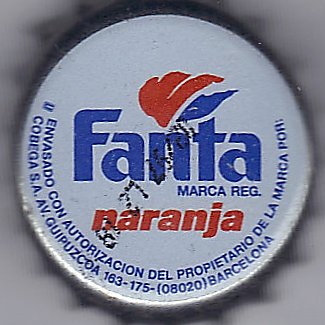 Fanta
MARCA REG.
naranja
ENVASADO CON AUTORIZACION DEL PROPIETARIO DE LA MARCA POR:
COBEGA S.A. AV. GUIPUZCOA 163-175-(08020) BARCELONA